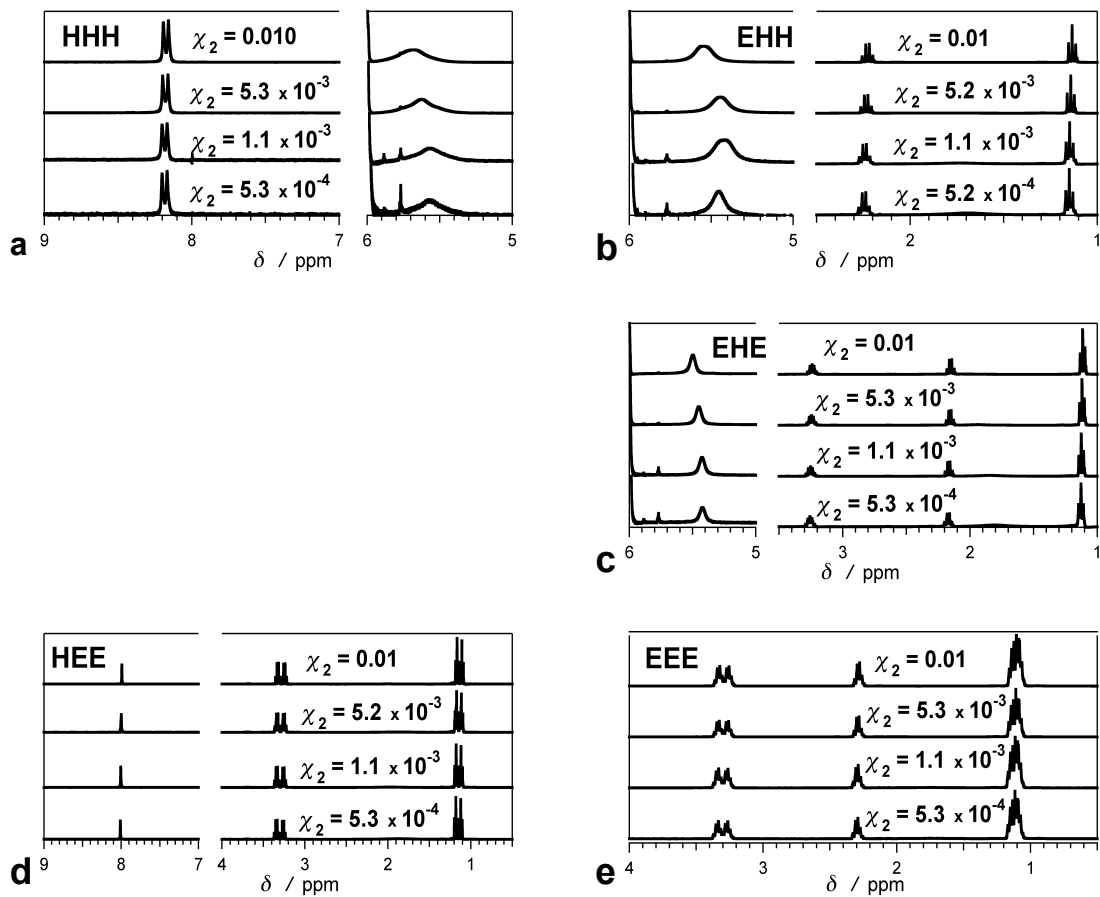 HHH
χ2 = 0.010
χ2 = 5.3 x 10-3
χ2 = 1.1 x 10-3
χ2 = 5.3 x 10-4
9 8 7 6 5
δ / ppm
a
EHH
χ2 = 0.01
χ2 = 5.2 x 10-3
χ2 = 1.1 x 10-3
χ2 = 5.2 x 10-4
6 5 2 1
δ / ppm
b
EHE
χ2 = 0.01
χ2 = 5.3 x 10-3
χ2 = 1.1 x 10-3
χ2 = 5.3 x 10-4
6 5 3 2 1
δ / ppm
c
HEE
χ2 = 0.01
χ2 = 5.2 x 10-3
χ2 = 1.1 x 10-3
χ2 = 5.3 x 10-4
9 8 7 4 3 2 1
δ / ppm
d
EEE
χ2 = 0.01
χ2 = 5.3 x 10-3
χ2 = 1.1 x 10-3
χ2 = 5.3 x 10-4
4 3 2 1
δ / ppm
e